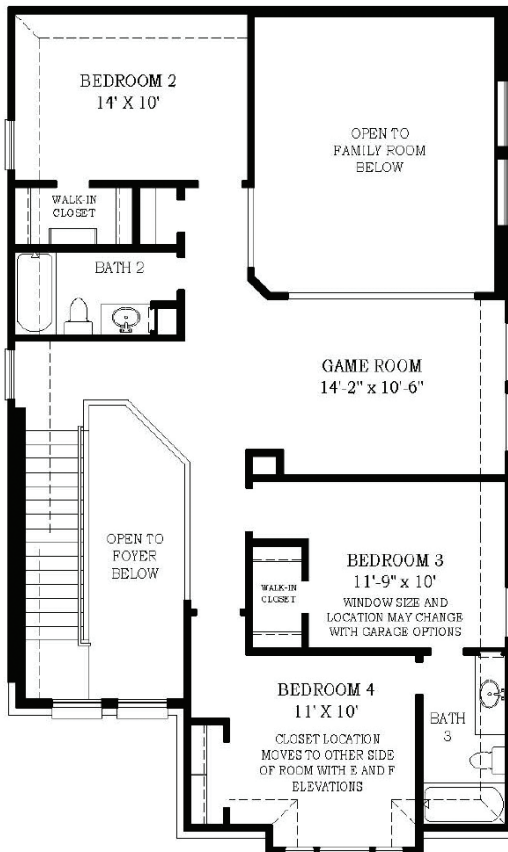 BEDROOM 2
14' X 10'
OPEN TO
FAMILY ROOM
BELOW
WALK-IN
CLOSET
BATH 2
GAME ROOM
14'-2" x 10'-6"
OPEN TO
FOYER
BELOW
BEDROOM 3
11'-9" x 10'
WINDOW SIZE AND
LOCATION MAY CHANGE
WITH GARAGE OPTIONS
WALK-IN
CLOSET
BEDROOM 4
11' X 10'
CLOSET LOCATION
MOVES TO OTHER SIDE
OF ROOM WITH E AND F
ELEVATIONS
BATH
3